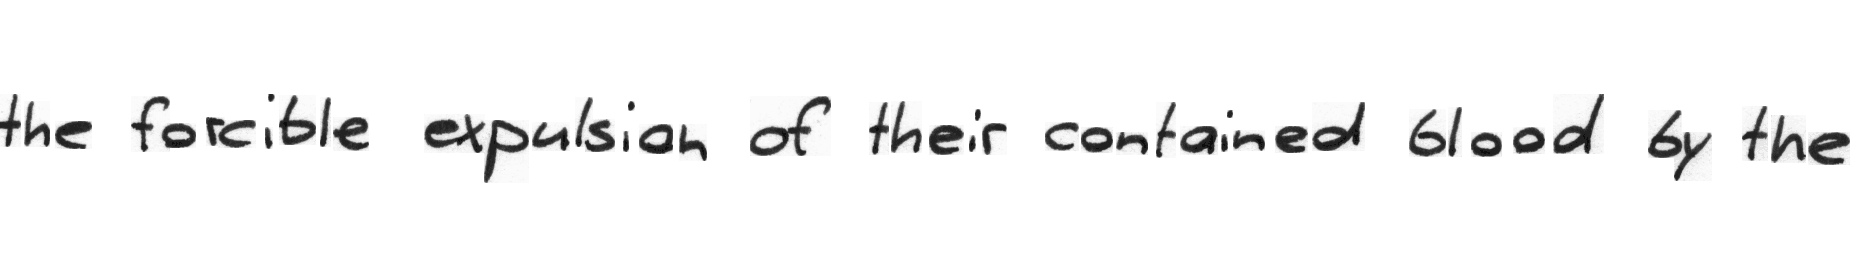 the forcible expulsion of their contained blood by the